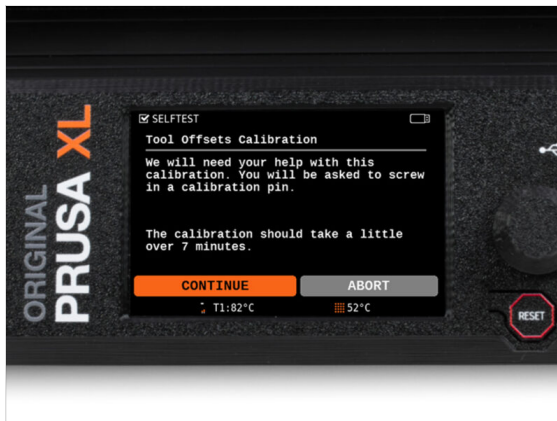 ORIGINAL
PRUSA XL
SELFTEST
Tool Offsets Calibration
We will need your help with this
calibration. You will be asked to screw
in a calibration pin.
The calibration should take a little
over 7 minutes.
CONTINUE
ABORT
T1:82°C
52°C
RESET